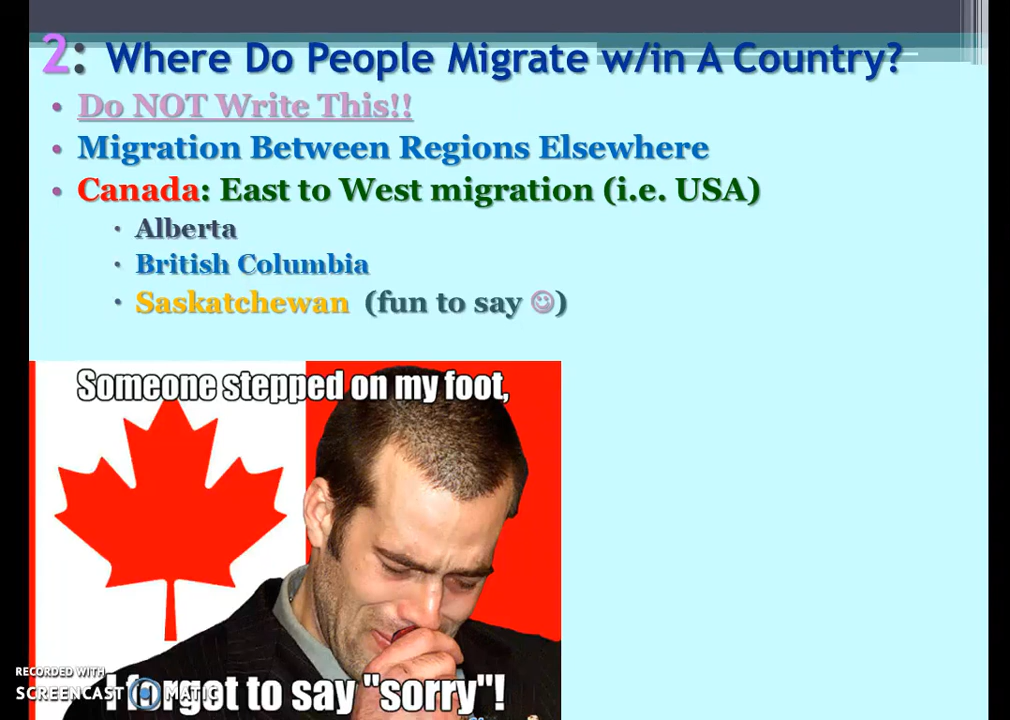 2: Where Do People Migrate w/in A Country?
• Do NOT Write This!!
• Migration Between Regions Elsewhere
• Canada: East to West migration (i.e. USA)
• Alberta
• British Columbia
• Saskatchewan (fun to say ☺)
Someone stepped on my foot,
RECORDED WITH
SCREENCAST MATIC
I forgot to say "sorry"!